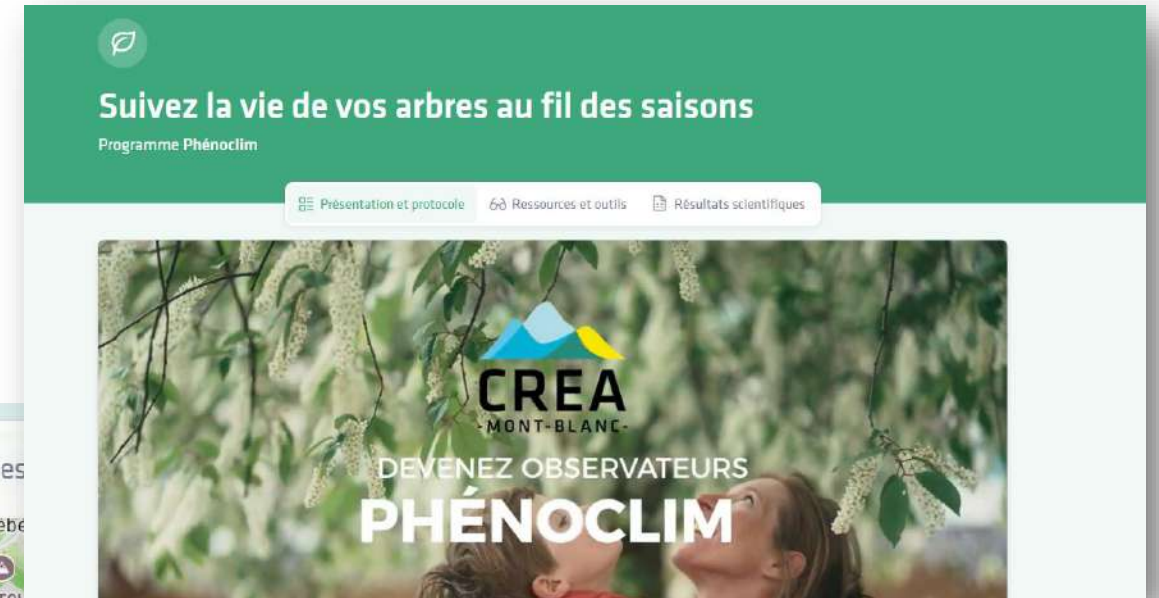 Suivez la vie de vos arbres au fil des saisons
Programme Phénoclim
Présentation et protocole
Ressources et outils
Résultats scientifiques
CREA
-MONT-BLANC-
DEVENEZ OBSERVATEURS
PHÉNOCLIM